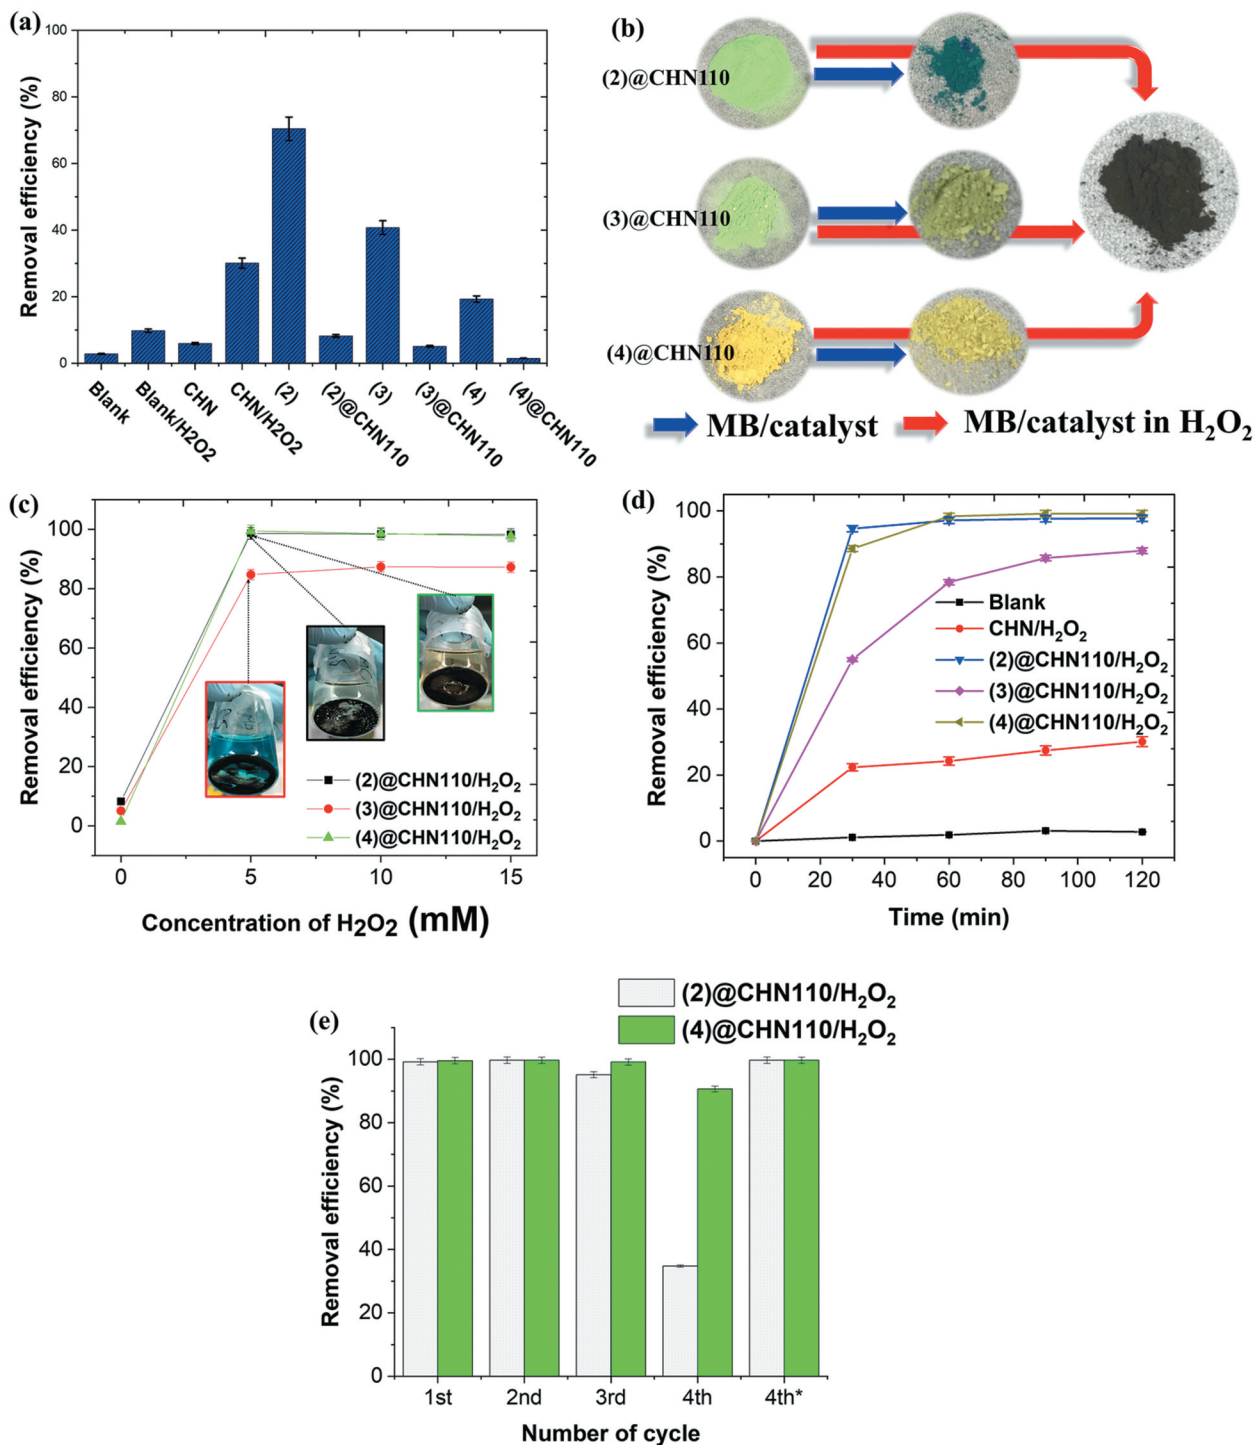 (a)
Removal efficiency (%)
100
80
60
40
20
0
Blank
Blank/H2O2
CHN
CHN/H2O2
(2)
(2)@CHN110
(3)
(3)@CHN110
(4)
(4)@CHN110
(b)
(2)@CHN110
(3)@CHN110
(4)@CHN110
MB/catalyst
MB/catalyst in H₂O₂
(c)
Removal efficiency (%)
100
80
60
40
20
0
(2)@CHN110/H₂O₂
(3)@CHN110/H₂O₂
(4)@CHN110/H₂O₂
0 5 10 15
Concentration of H₂O₂ (mM)
(d)
Removal efficiency (%)
100
80
60
40
20
0
Blank
CHN/H₂O₂
(2)@CHN110/H₂O₂
(3)@CHN110/H₂O₂
(4)@CHN110/H₂O₂
0 20 40 60 80 100 120
Time (min)
(e)
(2)@CHN110/H₂O₂
(4)@CHN110/H₂O₂
Removal efficiency (%)
100
80
60
40
20
0
1st 2nd 3rd 4th 4th*
Number of cycle